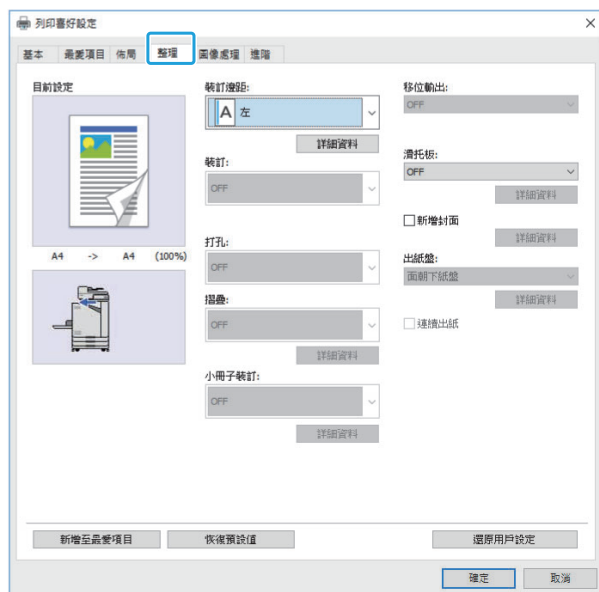 列印喜好設定
基本 最愛項目 佈局 整理 圖像處理 進階
目前設定
A4 -> A4 (100%)
裝訂邊距:
A 左
詳細資料
裝訂:
OFF
打孔:
OFF
摺疊:
OFF
詳細資料
小冊子裝訂:
OFF
詳細資料
移位輸出:
OFF
滑托板:
OFF
詳細資料
新增封面
詳細資料
出紙盤:
面朝下紙盤
詳細資料
連續出紙
新增至最愛項目 恢復預設值 還原用戶設定
確定 取消